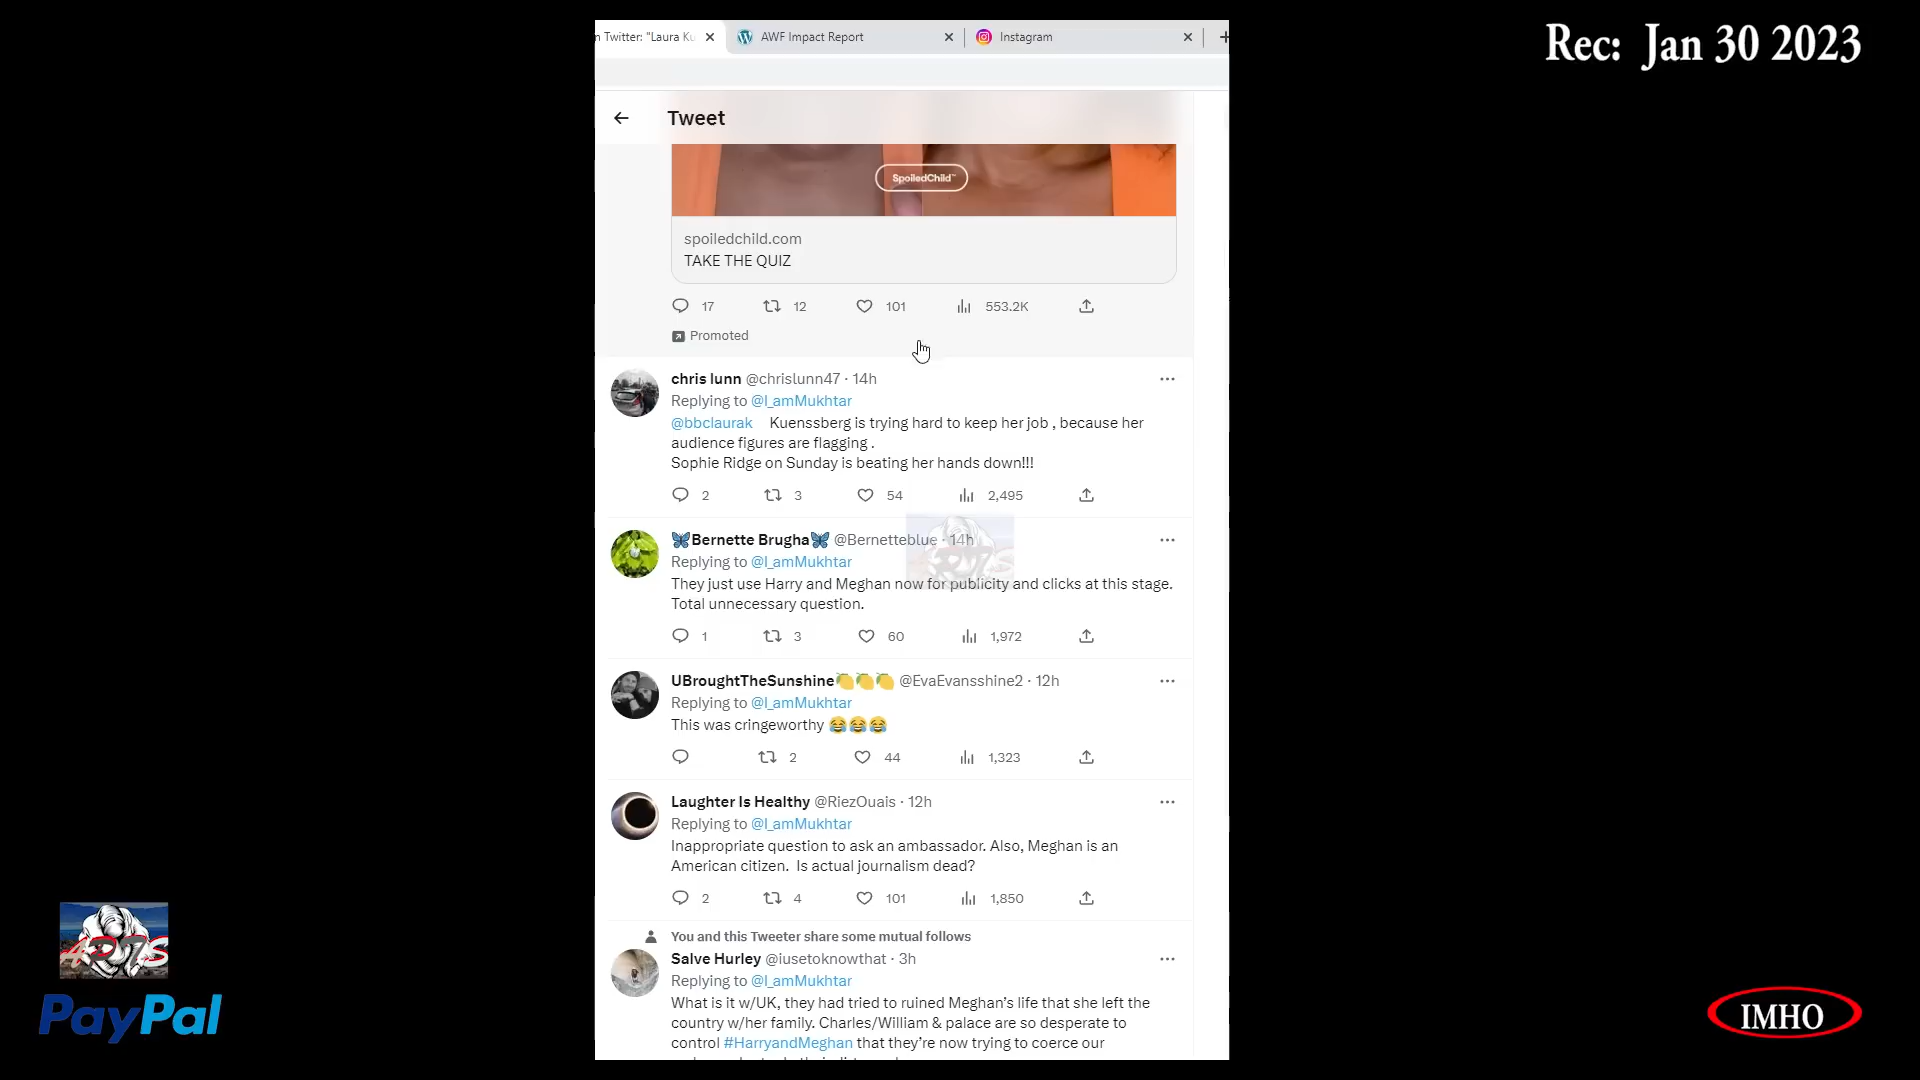 Rec: Jan 30 2023
n Twitter: "Laura Ku
AWF Impact Report
Instagram
Tweet
SpoiledChild™
spoiledchild.com
TAKE THE QUIZ
17 12 101 553.2K
Promoted
chris lunn @chrislunn47 · 14h
Replying to @I_amMukhtar
@bbclaurak Kuenssberg is trying hard to keep her job , because her
audience figures are flagging .
Sophie Ridge on Sunday is beating her hands down!!!
2 3 54 2,495
🦋Bernette Brugha🦋 @Bernetteblue · 14h
Replying to @I_amMukhtar
They just use Harry and Meghan now for publicity and clicks at this stage.
Total unnecessary question.
1 3 60 1,972
UBroughtTheSunshine🍋🍋🍋 @EvaEvansshine2 · 12h
Replying to @I_amMukhtar
This was cringeworthy 😂😂😂
2 44 1,323
Laughter Is Healthy @RiezOuais · 12h
Replying to @I_amMukhtar
Inappropriate question to ask an ambassador. Also, Meghan is an
American citizen. Is actual journalism dead?
2 4 101 1,850
You and this Tweeter share some mutual follows
Salve Hurley @iusetoknowthat · 3h
Replying to @I_amMukhtar
What is it w/UK, they had tried to ruined Meghan's life that she left the
country w/her family. Charles/William & palace are so desperate to
control #HarryandMeghan that they're now trying to coerce our
PayPal
IMHO